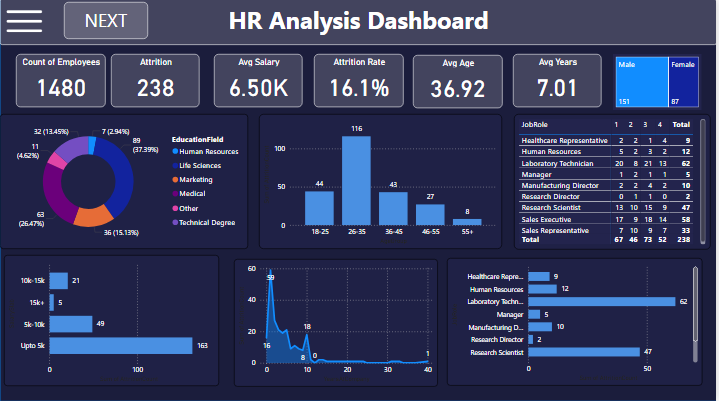 NEXT
HR Analysis Dashboard
Count of Employees
1480
Attrition
238
Avg Salary
6.50K
Attrition Rate
16.1%
Avg Age
36.92
Avg Years
7.01
Male
151
Female
87
32 (13.45%)
7 (2.94%)
11
(4.62%)
89
(37.39%)
63
(26.47%)
36 (15.13%)
EducationField
Human Resources
Life Sciences
Marketing
Medical
Other
Technical Degree
100
50
0
44
116
43
27
8
18-25
26-35
36-45
46-55
55+
JobRole 1 2 3 4 Total
Healthcare Representative 2 2 1 4 9
Human Resources 5 2 3 2 12
Laboratory Technician 20 8 21 13 62
Manager 1 2 1 1 5
Manufacturing Director 2 2 4 2 10
Research Director 0 1 1 0 2
Research Scientist 13 10 15 9 47
Sales Executive 17 9 18 14 58
Sales Representative 7 10 9 7 33
Total 67 46 73 52 238
10k-15k 21
15k+ 5
5k-10k 49
Upto 5k 163
0 100
60
40
20
0
59
16
18
8
0
1
0 10 20 30 40
Healthcare Repre... 9
Human Resources 12
Laboratory Techn... 62
Manager 5
Manufacturing D... 10
Research Director 2
Research Scientist 47
0 50